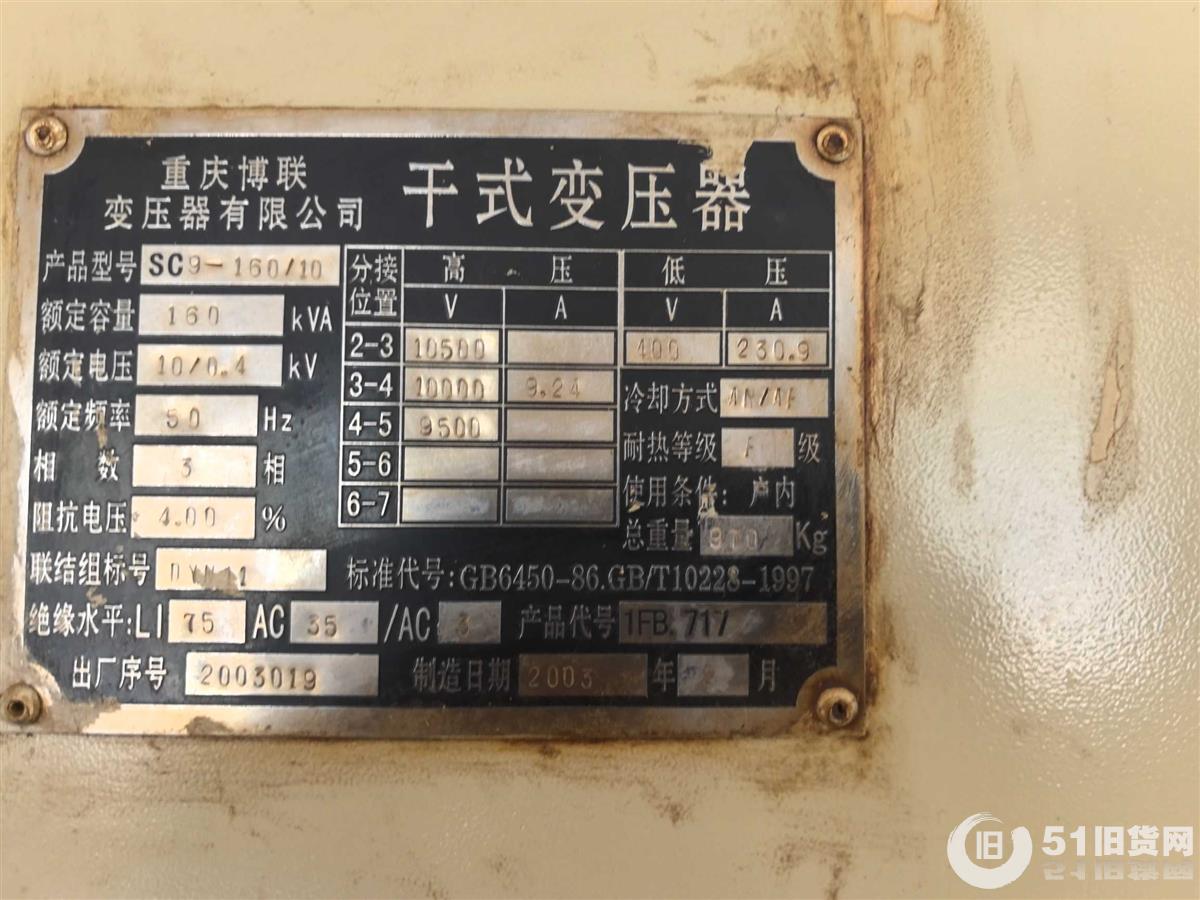 重庆博联
变压器有限公司
干式变压器
产品型号 SC9-160/10
额定容量 160 kVA
额定电压 10/0.4 kV
额定频率 50 Hz
相数 3 相
阻抗电压 4.00 %
分接位置 高压 低压
V A V A
2-3 10500 400 230.9
3-4 10000 9.24
4-5 9500
5-6
6-7
冷却方式 AN/AF
耐热等级 F 级
使用条件: 户内
总重量 Kg
联结组标号 DYN11
标准代号:GB6450-86.GB/T10228-1997
绝缘水平:LI 75 AC 35 /AC 3 产品代号 1FB.717
出厂序号 2003019 制造日期 2003 年 月
旧 51旧货网